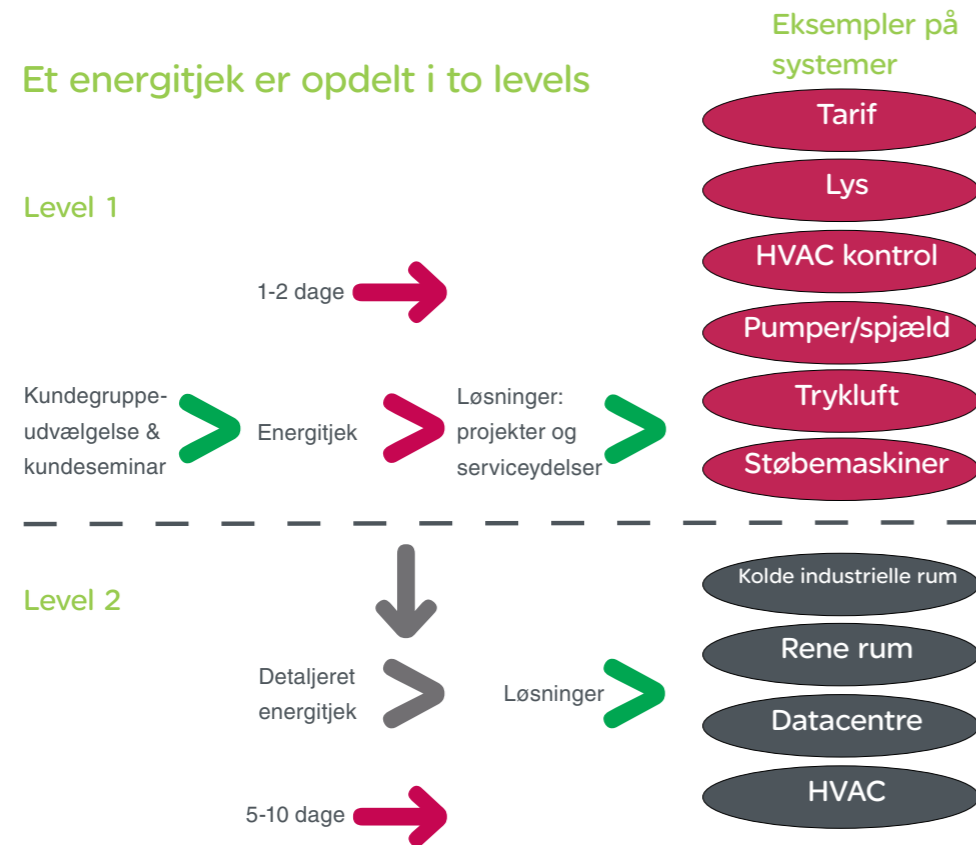 Eksempler på
systemer
Et energitjek er opdelt i to levels
Tarif
Lys
Level 1
HVAC kontrol
1-2 dage
Pumper/spjæld
Kundegruppe-
udvælgelse &
kundeseminar
Energitjek
Løsninger:
projekter og
serviceydelser
Trykluft
Støbemaskiner
Level 2
Kolde industrielle rum
Rene rum
Detaljeret
energitjek
Løsninger
Datacentre
HVAC
5-10 dage